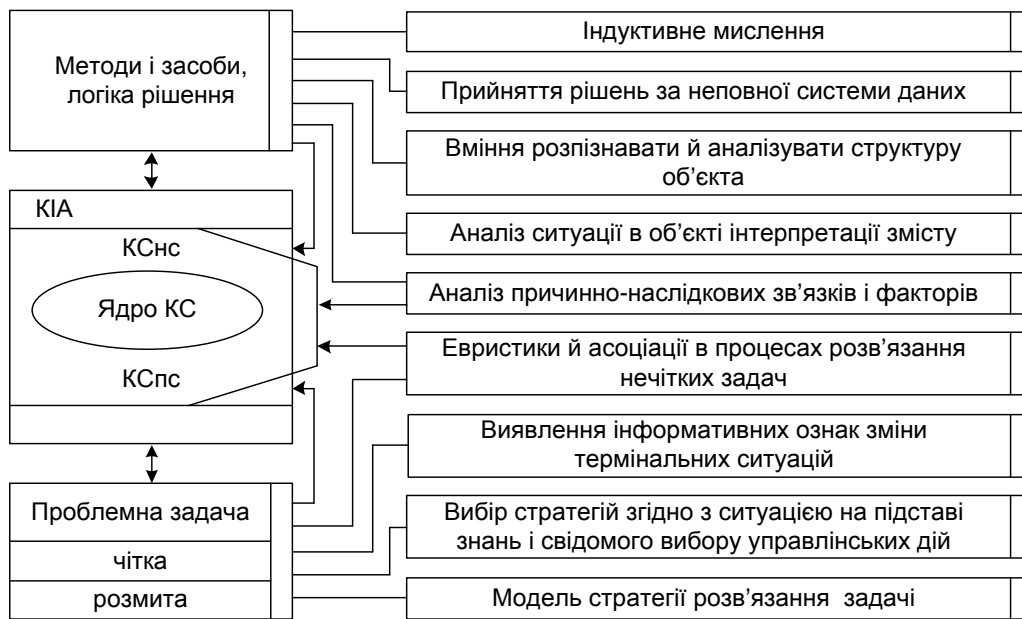 Методи і засоби,
логіка рішення
КІА
КСнс
Ядро КС
КСпс
Проблемна задача
чітка
розмита
Індуктивне мислення
Прийняття рішень за неповної системи даних
Вміння розпізнавати й аналізувати структуру
об’єкта
Аналіз ситуації в об’єкті інтерпретації змісту
Аналіз причинно-наслідкових зв’язків і факторів
Евристики й асоціації в процесах розв’язання
нечітких задач
Виявлення інформативних ознак зміни
термінальних ситуацій
Вибір стратегій згідно з ситуацією на підставі
знань і свідомого вибору управлінських дій
Модель стратегії розв’язання задачі